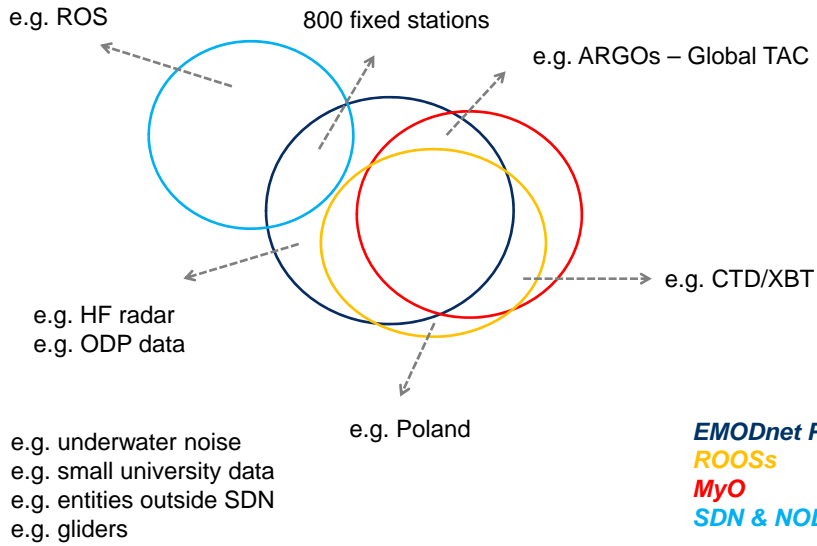 e.g. ROS
800 fixed stations
e.g. ARGOs – Global TAC
e.g. CTD/XBT
e.g. HF radar
e.g. ODP data
e.g. Poland
e.g. underwater noise
e.g. small university data
e.g. entities outside SDN
e.g. gliders
EMODnet
ROOSs
MyO
SDN &